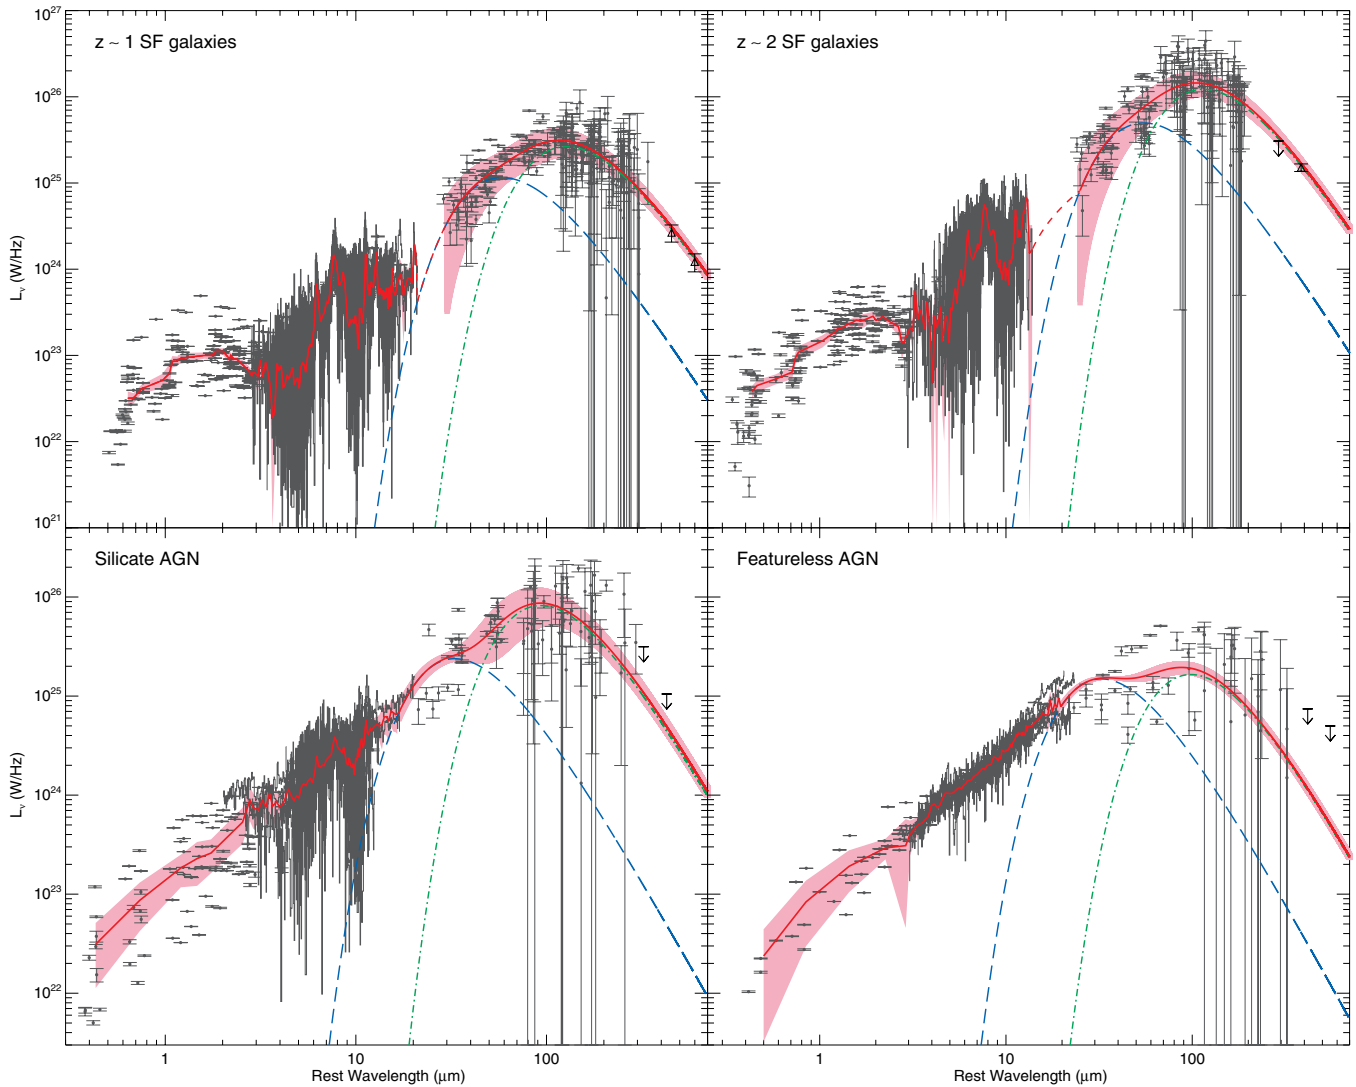 z ~ 1 SF galaxies
z ~ 2 SF galaxies
10^27
10^26
10^25
10^24
10^23
10^22
10^21
Lν (W/Hz)
Silicate AGN
Featureless AGN
10^26
10^25
10^24
10^23
10^22
Lν (W/Hz)
1 10 100
1 10 100
Rest Wavelength (μm)
Rest Wavelength (μm)